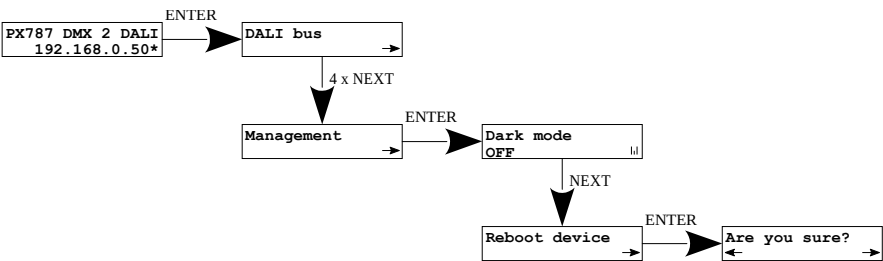 ENTER
PX787 DMX 2 DALI
192.168.0.50*
DALI bus
4 x NEXT
Management
ENTER
Dark mode
OFF
NEXT
Reboot device
ENTER
Are you sure?